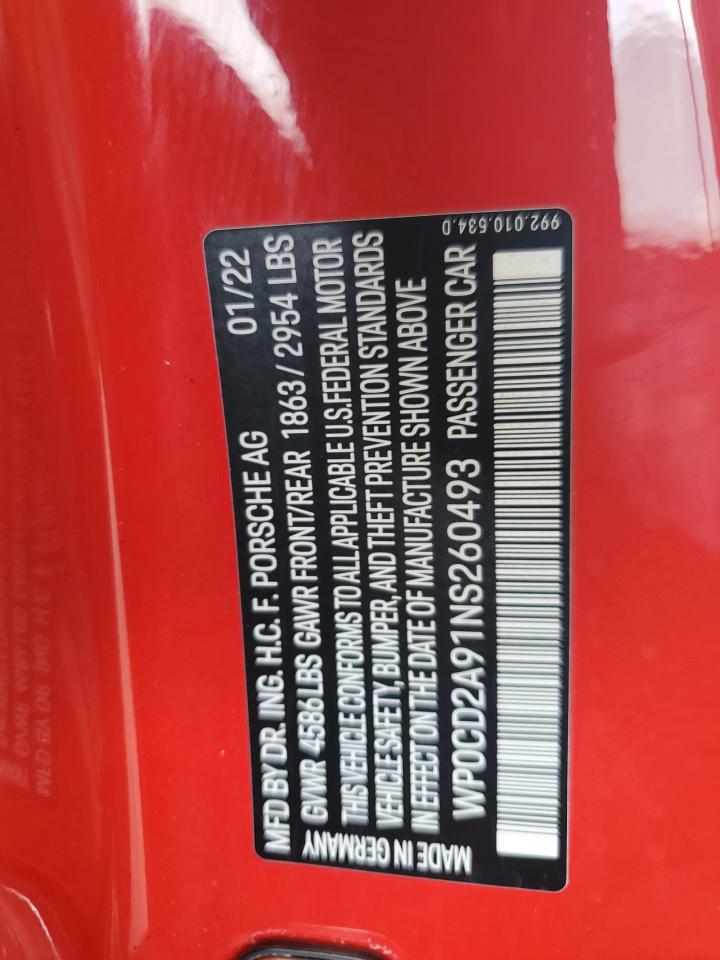 MFD BY DR. ING. H.C. F. PORSCHE AG 01/22
GVWR 4586 LBS GAWR FRONT/REAR 1863 / 2954 LBS
THIS VEHICLE CONFORMS TO ALL APPLICABLE U.S.FEDERAL MOTOR
VEHICLE SAFETY, BUMPER, AND THEFT PREVENTION STANDARDS
IN EFFECT ON THE DATE OF MANUFACTURE SHOWN ABOVE
WP0CD2A91NS260493 PASSENGER CAR
MADE IN GERMANY
992.010.534.D